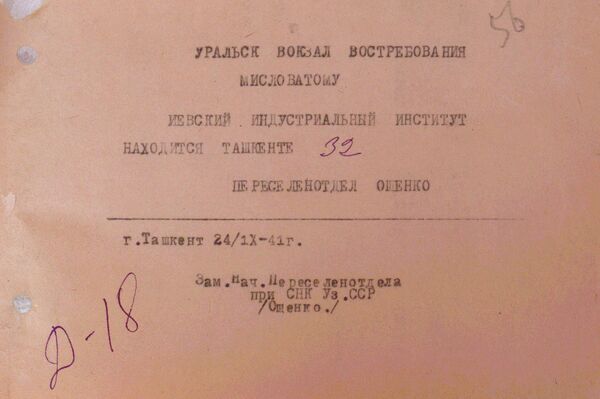 56
УРАЛЬСК ВОКЗАЛ ВОСТРЕБОВАНИЯ
МИСЛОВАТОМУ
ИЕВСКИЙ ИНДУСТРИАЛЬНЫЙ ИНСТИТУТ
НАХОДИТСЯ ТАШКЕНТЕ 32
ПЕРЕСЕЛЕНОТДЕЛ ОЩЕНКО
г.Ташкент 24/IX-41г.
Зам.Нач.Переселенотдела
при СНК Уз.ССР
/Ощенко./
Д-18